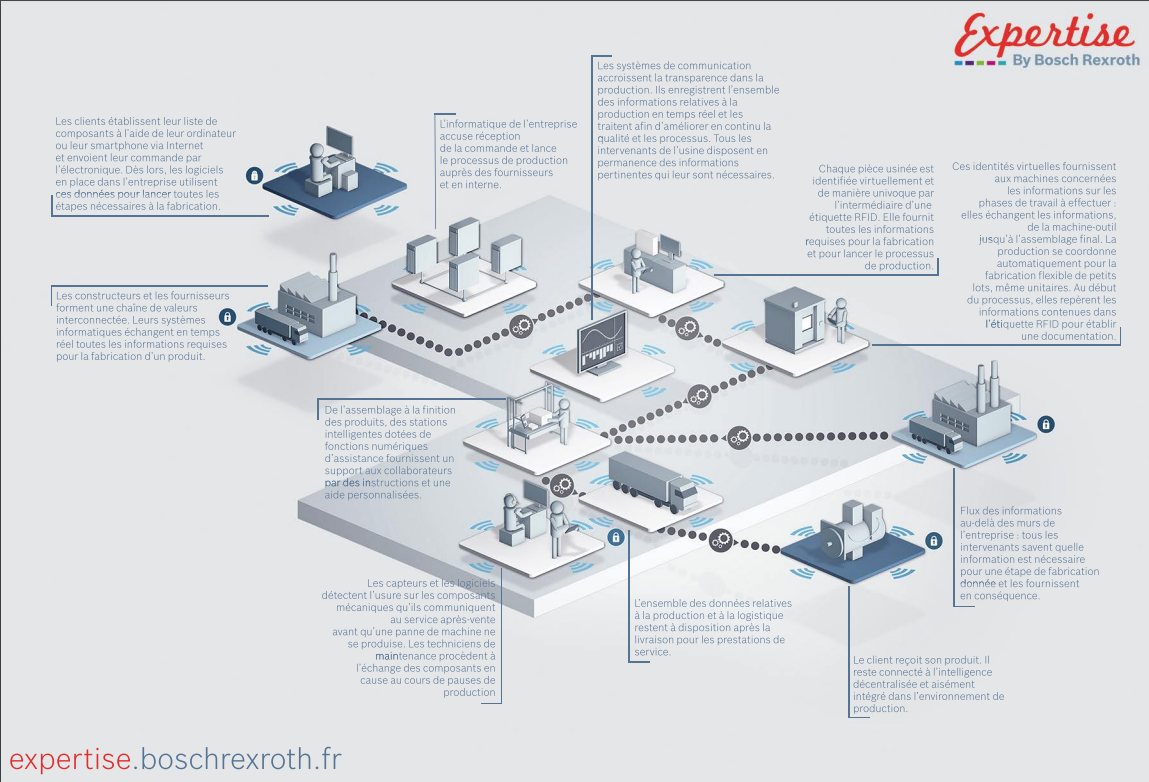 Expertise
By Bosch Rexroth
Les clients établissent leur liste de
composants à l'aide de leur ordinateur
ou leur smartphone via Internet
et envoient leur commande par
l'électronique. Dès lors, les logiciels
en place dans l'entreprise utilisent
ces données pour lancer toutes les
étapes nécessaires à la fabrication.
L'informatique de l'entreprise
accuse réception
de la commande et lance
le processus de production
auprès des fournisseurs
et en interne.
Les systèmes de communication
accroissent la transparence dans la
production. Ils enregistrent l'ensemble
des informations relatives à la
production en temps réel et les
traitent afin d'améliorer en continu la
qualité et les processus. Tous les
intervenants de l'usine disposent en
permanence des informations
pertinentes qui leur sont nécessaires.
Chaque pièce usinée est
identifiée virtuellement et
de manière univoque par
l'intermédiaire d'une
étiquette RFID. Elle fournit
toutes les informations
requises pour la fabrication
et pour lancer le processus
de production.
Ces identités virtuelles fournissent
aux machines concernées
les informations sur les
phases de travail à effectuer :
elles échangent les informations,
de la machine-outil
jusqu'à l'assemblage final. La
production se coordonne
automatiquement pour la
fabrication flexible de petits
lots, même unitaires. Au début
du processus, elles repèrent les
informations contenues dans
l'étiquette RFID pour établir
une documentation.
Les constructeurs et les fournisseurs
forment une chaîne de valeurs
interconnectée. Leurs systèmes
informatiques échangent en temps
réel toutes les informations requises
pour la fabrication d'un produit.
De l'assemblage à la finition
des produits, des stations
intelligentes dotées de
fonctions numériques
d'assistance fournissent un
support aux collaborateurs
par des instructions et une
aide personnalisées.
Flux des informations
au-delà des murs de
l'entreprise : tous les
intervenants savent quelle
information est nécessaire
pour une étape de fabrication
donnée et les fournissent
en conséquence.
Les capteurs et les logiciels
détectent l'usure sur les composants
mécaniques qu'ils communiquent
au service après-vente
avant qu'une panne de machine ne
se produise. Les techniciens de
maintenance procèdent à
l'échange des composants en
cause au cours de pauses de
production
L'ensemble des données relatives
à la production et à la logistique
restent à disposition après la
livraison pour les prestations de
service.
Le client reçoit son produit. Il
reste connecté à l'intelligence
décentralisée et aisément
intégré dans l'environnement de
production.
expertise.boschrexroth.fr